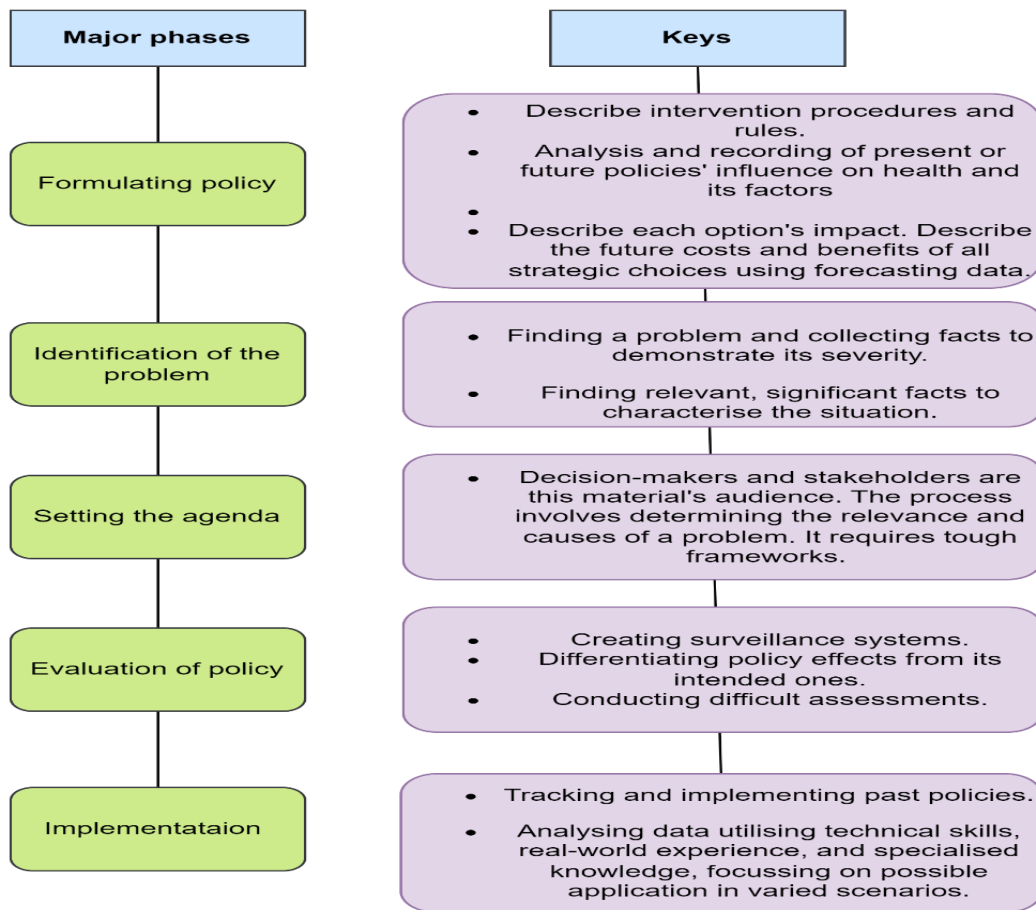 Major phases
Keys
Formulating policy
• Describe intervention procedures and
rules.
• Analysis and recording of present or
future policies' influence on health and
its factors
•
• Describe each option's impact. Describe
the future costs and benefits of all
strategic choices using forecasting data.
Identification of the
problem
• Finding a problem and collecting facts to
demonstrate its severity.
• Finding relevant, significant facts to
characterise the situation.
Setting the agenda
• Decision-makers and stakeholders are
this material's audience. The process
involves determining the relevance and
causes of a problem. It requires tough
frameworks.
Evaluation of policy
• Creating surveillance systems.
• Differentiating policy effects from its
intended ones.
• Conducting difficult assessments.
Implementataion
• Tracking and implementing past policies.
• Analysing data utilising technical skills,
real-world experience, and specialised
knowledge, focussing on possible
application in varied scenarios.